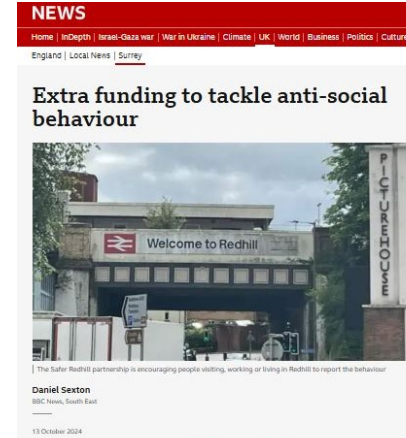 NEWS
Home | InDepth | Israel-Gaza war | War in Ukraine | Climate | UK | World | Business | Politics | Culture
England | Local News | Surrey
Extra funding to tackle anti-social
behaviour
Welcome to Redhill
PICTUREHOUSE
The Safer Redhill partnership is encouraging people visiting, working or living in Redhill to report the behaviour
Daniel Sexton
BBC News, South East
13 October 2024